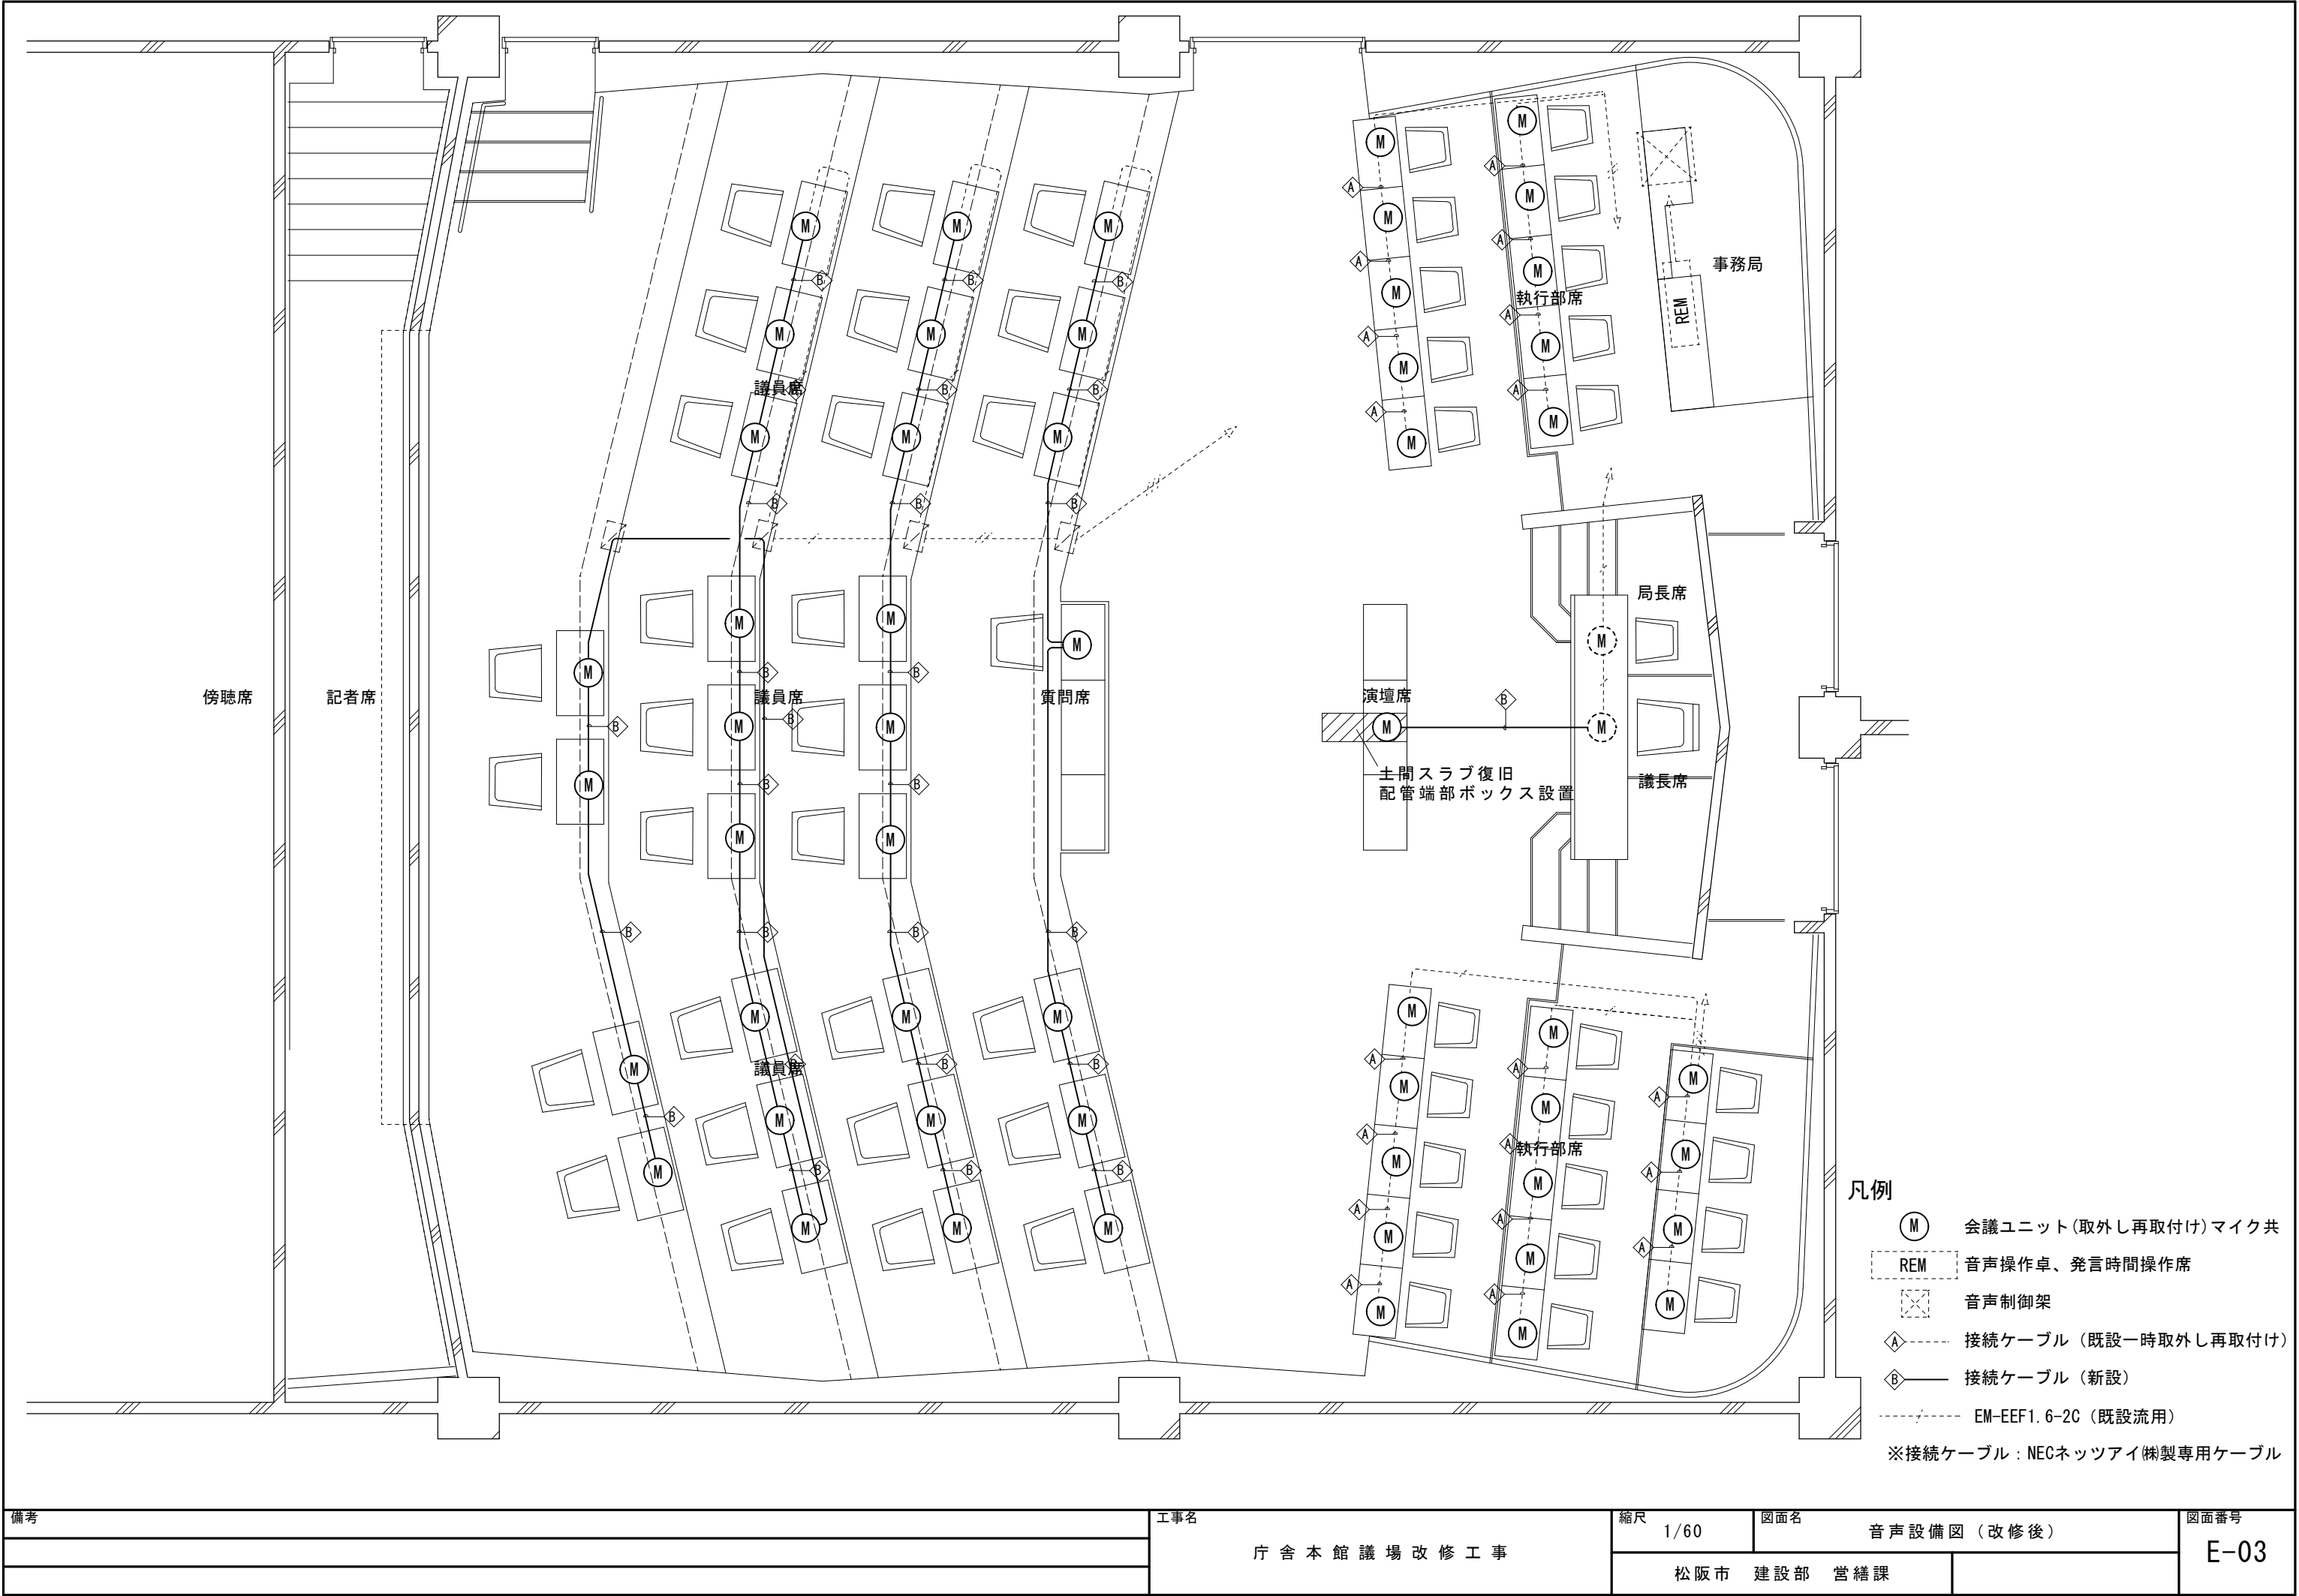 事務局
執行部席
REM
議員席
局長席
傍聴席
記者席
議員席
質問席
演壇席
土間スラブ復旧
配管端部ボックス設置
議長席
議員席
執行部席
凡例
M 会議ユニット(取外し再取付け)マイク共
REM 音声操作卓、発言時間操作席
音声制御架
A 接続ケーブル（既設一時取外し再取付け）
B 接続ケーブル（新設）
EM-EEF1.6-2C（既設流用）
※接続ケーブル：NECネッツアイ㈱製専用ケーブル
備考
工事名
庁舎本館議場改修工事
縮尺
1/60
図面名
音声設備図（改修後）
図面番号
E-03
松阪市 建設部 営繕課